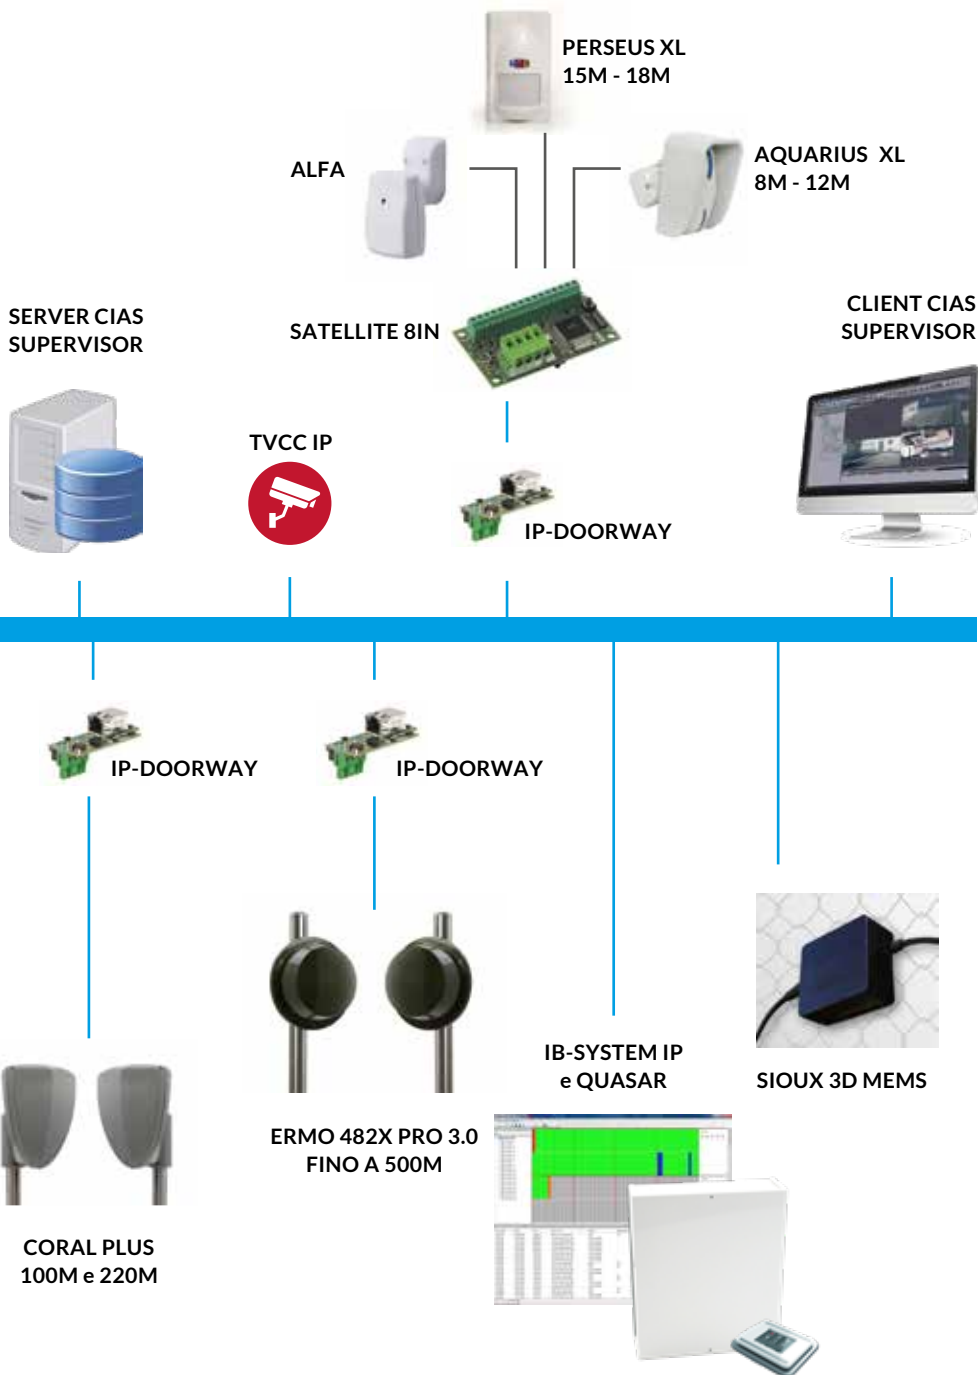 PERSEUS XL
15M - 18M
ALFA
AQUARIUS XL
8M - 12M
SERVER CIAS
SUPERVISOR
SATELLITE 8IN
CLIENT CIAS
SUPERVISOR
TVCC IP
IP-DOORWAY
IP-DOORWAY
IP-DOORWAY
IB-SYSTEM IP
e QUASAR
SIOUX 3D MEMS
ERMO 482X PRO 3.0
FINO A 500M
CORAL PLUS
100M e 220M